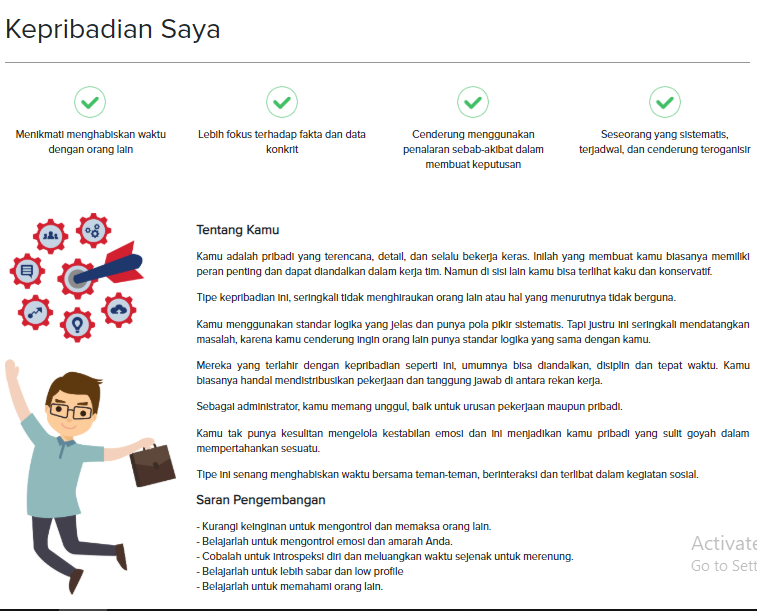 Kepribadian Saya
Menikmati menghabiskan waktu
dengan orang lain
Lebih fokus terhadap fakta dan data
konkrit
Cenderung menggunakan
penalaran sebab-akibat dalam
membuat keputusan
Seseorang yang sistematis,
terjadwal, dan cenderung teroganisir
Tentang Kamu
Kamu adalah pribadi yang terencana, detail, dan selalu bekerja keras. Inilah yang membuat kamu biasanya memiliki
peran penting dan dapat diandalkan dalam kerja tim. Namun di sisi lain kamu bisa terlihat kaku dan konservatif.
Tipe kepribadian ini, seringkali tidak menghiraukan orang lain atau hal yang menurutnya tidak berguna.
Kamu menggunakan standar logika yang jelas dan punya pola pikir sistematis. Tapi justru ini seringkali mendatangkan
masalah, karena kamu cenderung ingin orang lain punya standar logika yang sama dengan kamu.
Mereka yang terlahir dengan kepribadian seperti ini, umumnya bisa diandalkan, disiplin dan tepat waktu. Kamu
biasanya handal mendistribusikan pekerjaan dan tanggung jawab di antara rekan kerja.
Sebagai administrator, kamu memang unggul, baik untuk urusan pekerjaan maupun pribadi.
Kamu tak punya kesulitan mengelola kestabilan emosi dan ini menjadikan kamu pribadi yang sulit goyah dalam
mempertahankan sesuatu.
Tipe ini senang menghabiskan waktu bersama teman-teman, berinteraksi dan terlibat dalam kegiatan sosial.
Saran Pengembangan
- Kurangi keinginan untuk mengontrol dan memaksa orang lain.
- Belajarlah untuk mengontrol emosi dan amarah Anda.
- Cobalah untuk introspeksi diri dan meluangkan waktu sejenak untuk merenung.
- Belajarlah untuk lebih sabar dan low profile
- Belajarlah untuk memahami orang lain.
Activate
Go to Sett